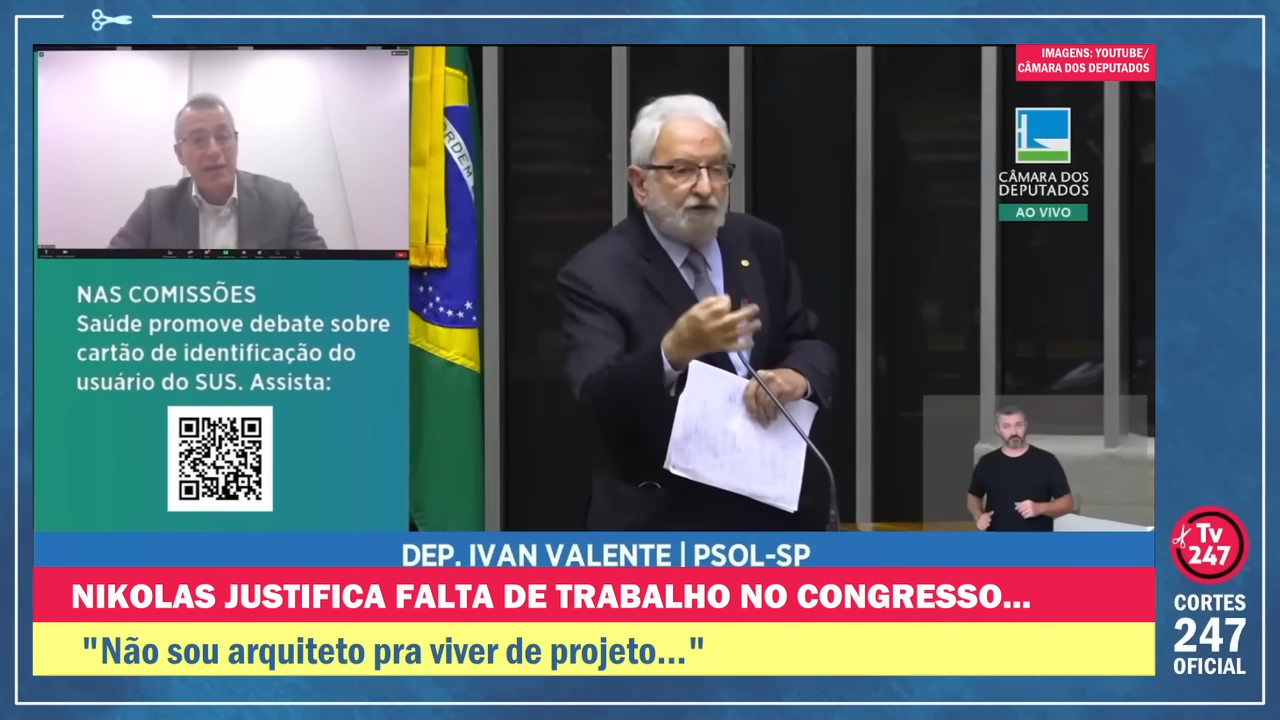 IMAGENS: YOUTUBE/
CÂMARA DOS DEPUTADOS
ORDEM
CÂMARA DOS
DEPUTADOS
AO VIVO
NAS COMISSÕES
Saúde promove debate sobre
cartão de identificação do
usuário do SUS. Assista:
DEP. IVAN VALENTE | PSOL-SP
NIKOLAS JUSTIFICA FALTA DE TRABALHO NO CONGRESSO...
"Não sou arquiteto pra viver de projeto..."
Tv
247
CORTES
247
OFICIAL